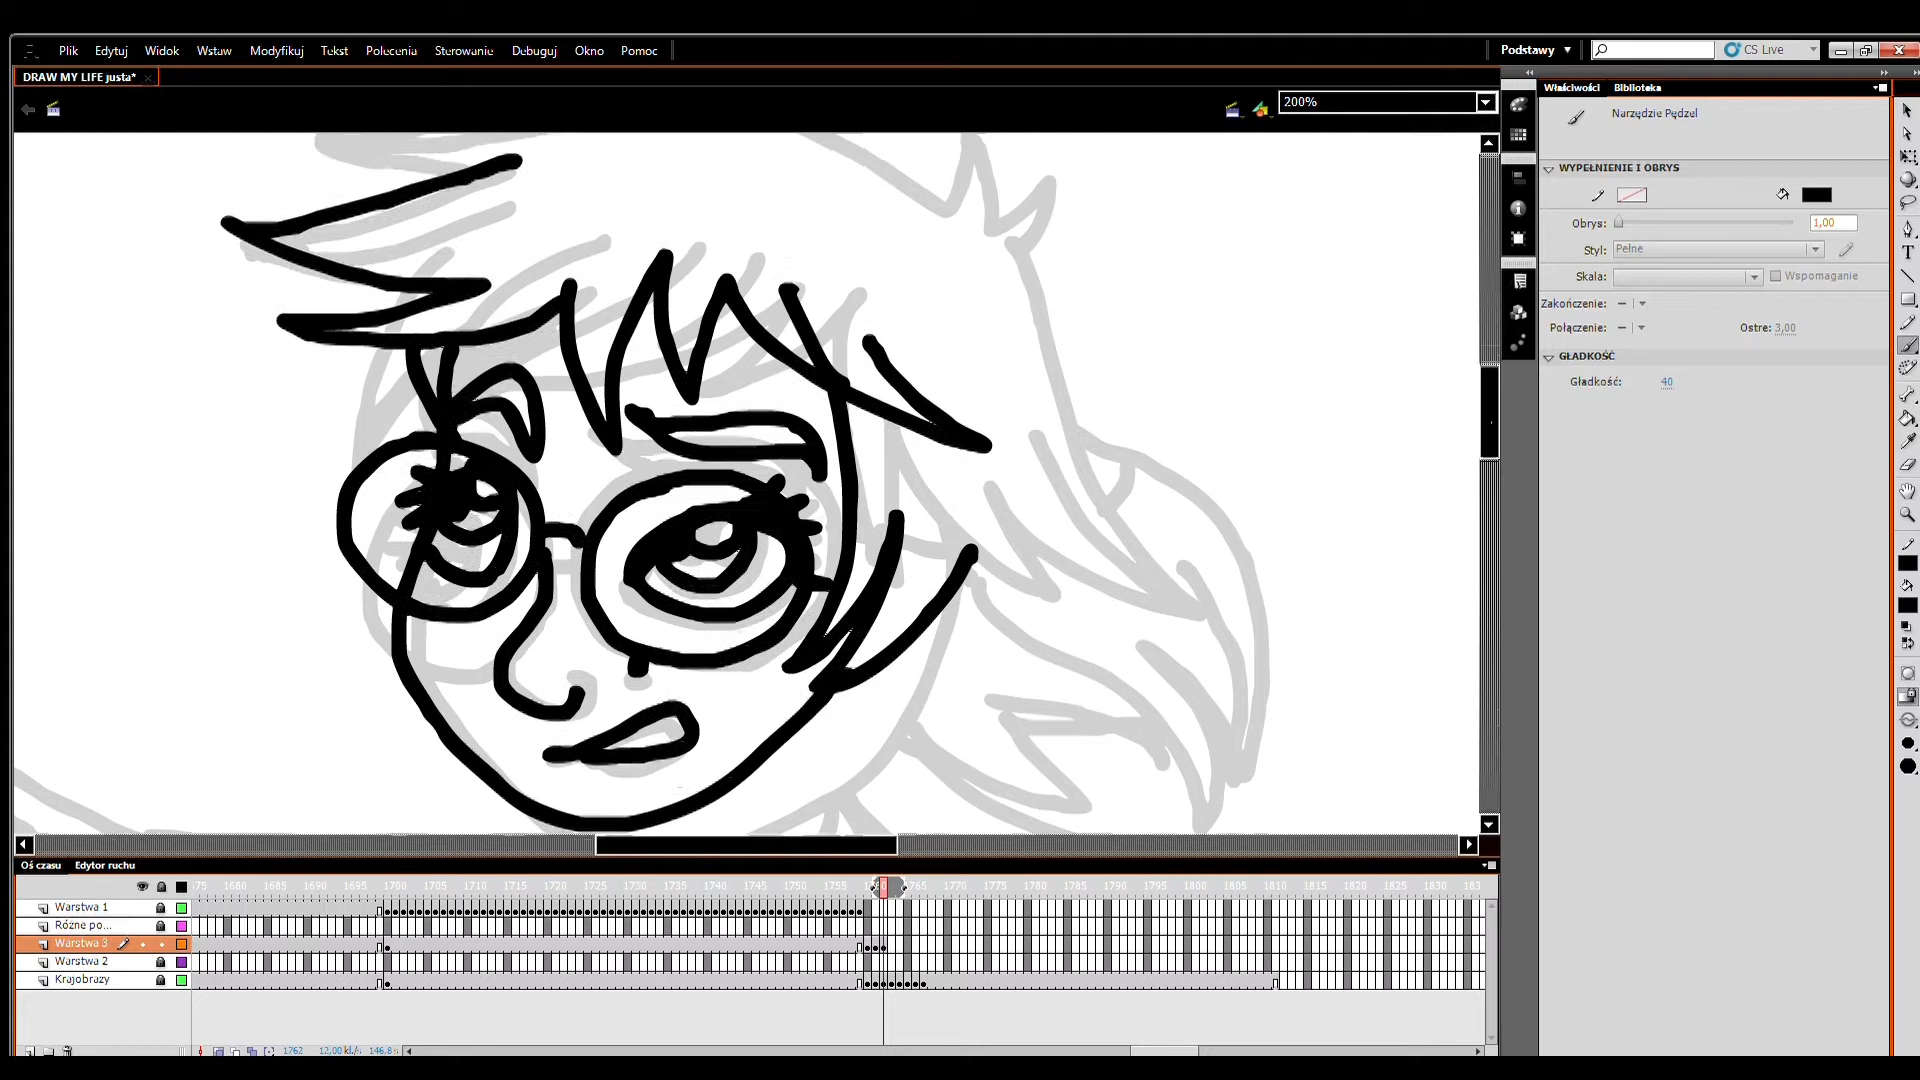 Plik Edytuj Widok Wstaw Modyfikuj Tekst Polecenia Sterowanie Debuguj Okno Pomoc Podstawy CS Live
DRAW MY LIFE justa*
200%
Właściwości Biblioteka
Narzędzie Pędzel
WYPEŁNIENIE I OBRYS
Obrys: 1,00
Styl: Pełne
Skala: Wspomaganie
Zakończenie:
Połączenie: Ostre: 3,00
GŁADKOŚĆ
Gładkość: 40
Oś czasu Edytor ruchu
1680 1685 1690 1695 1700 1705 1710 1715 1720 1725 1730 1735 1740 1745 1750 1755 1765 1770 1775 1780 1785 1790 1795 1800 1805 1810 1815 1820 1825 1830 183
Warstwa 1
Różne po...
Warstwa 3
Warstwa 2
Krajobrazy
1762 12,00 kl./s 146,8 s